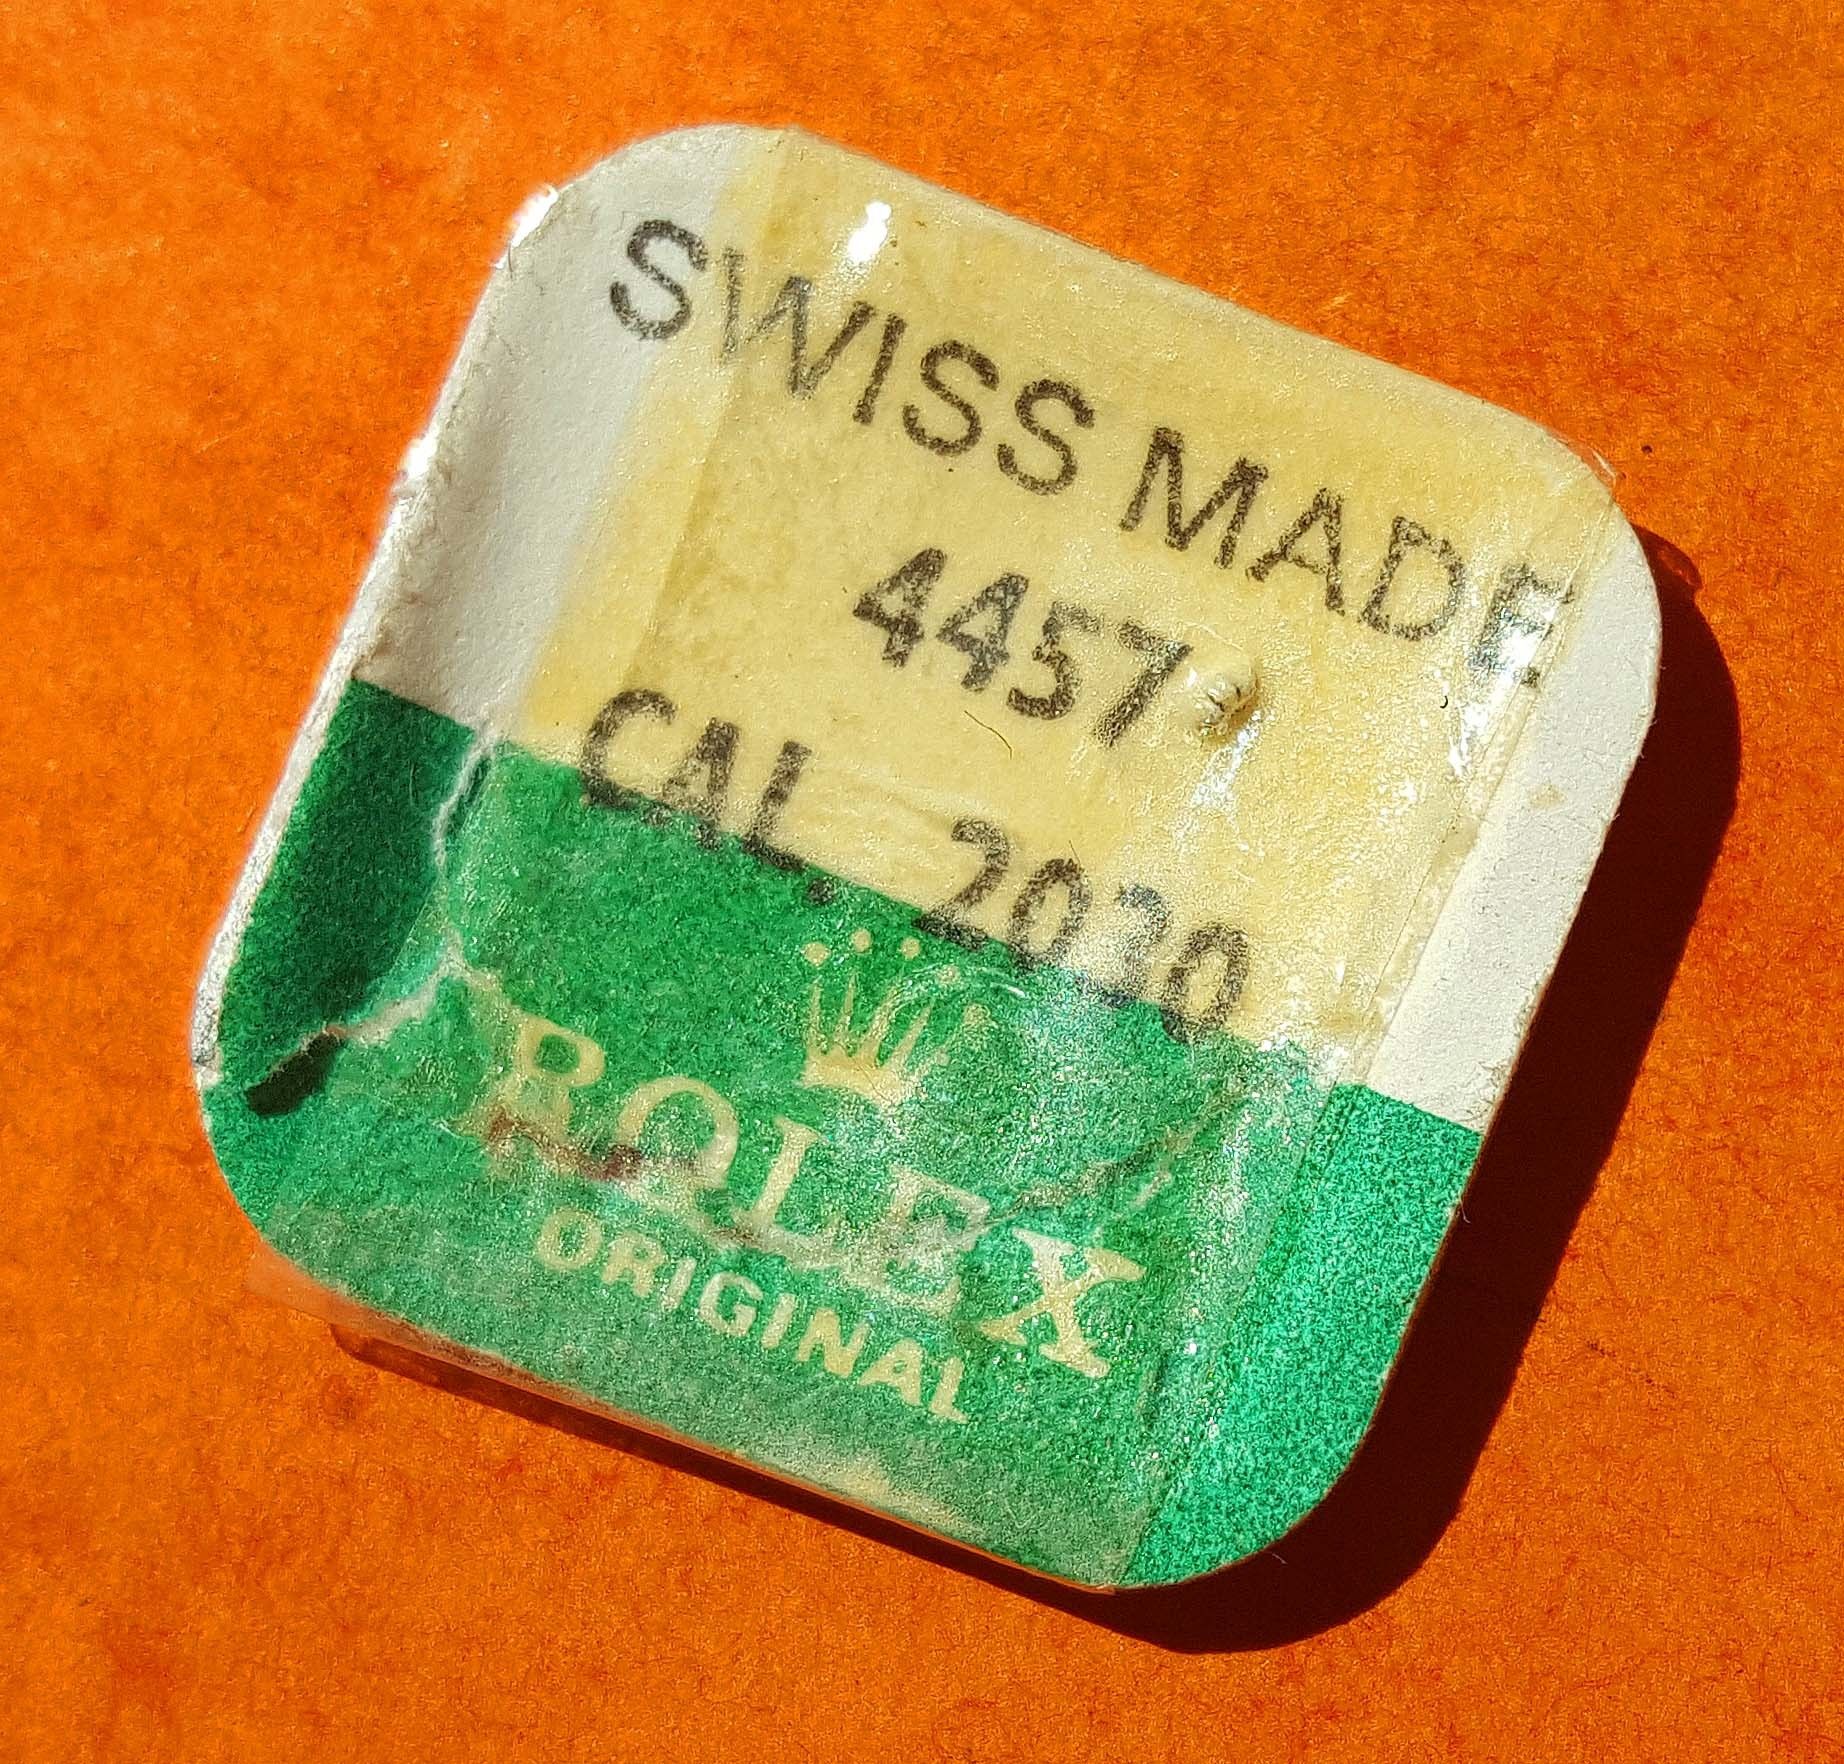 SWISS MADE
4457
CAL. 2030
ROLEX
ORIGINAL